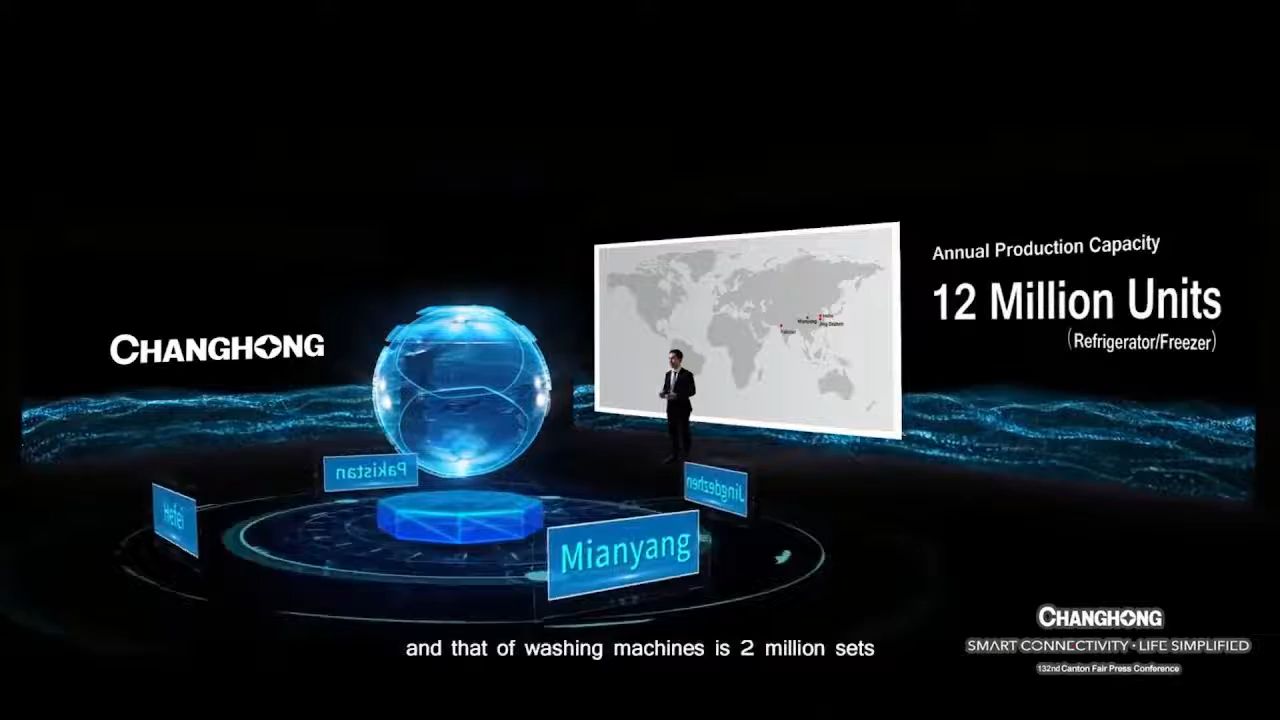 Annual Production Capacity
12 Million Units
(Refrigerator/Freezer)
CHANGHONG
Pakistan
Hefei
Jingdezhen
Mianyang
and that of washing machines is 2 million sets
CHANGHONG
SMART CONNECTIVITY · LIFE SIMPLIFIED
132nd Canton Fair Press Conference